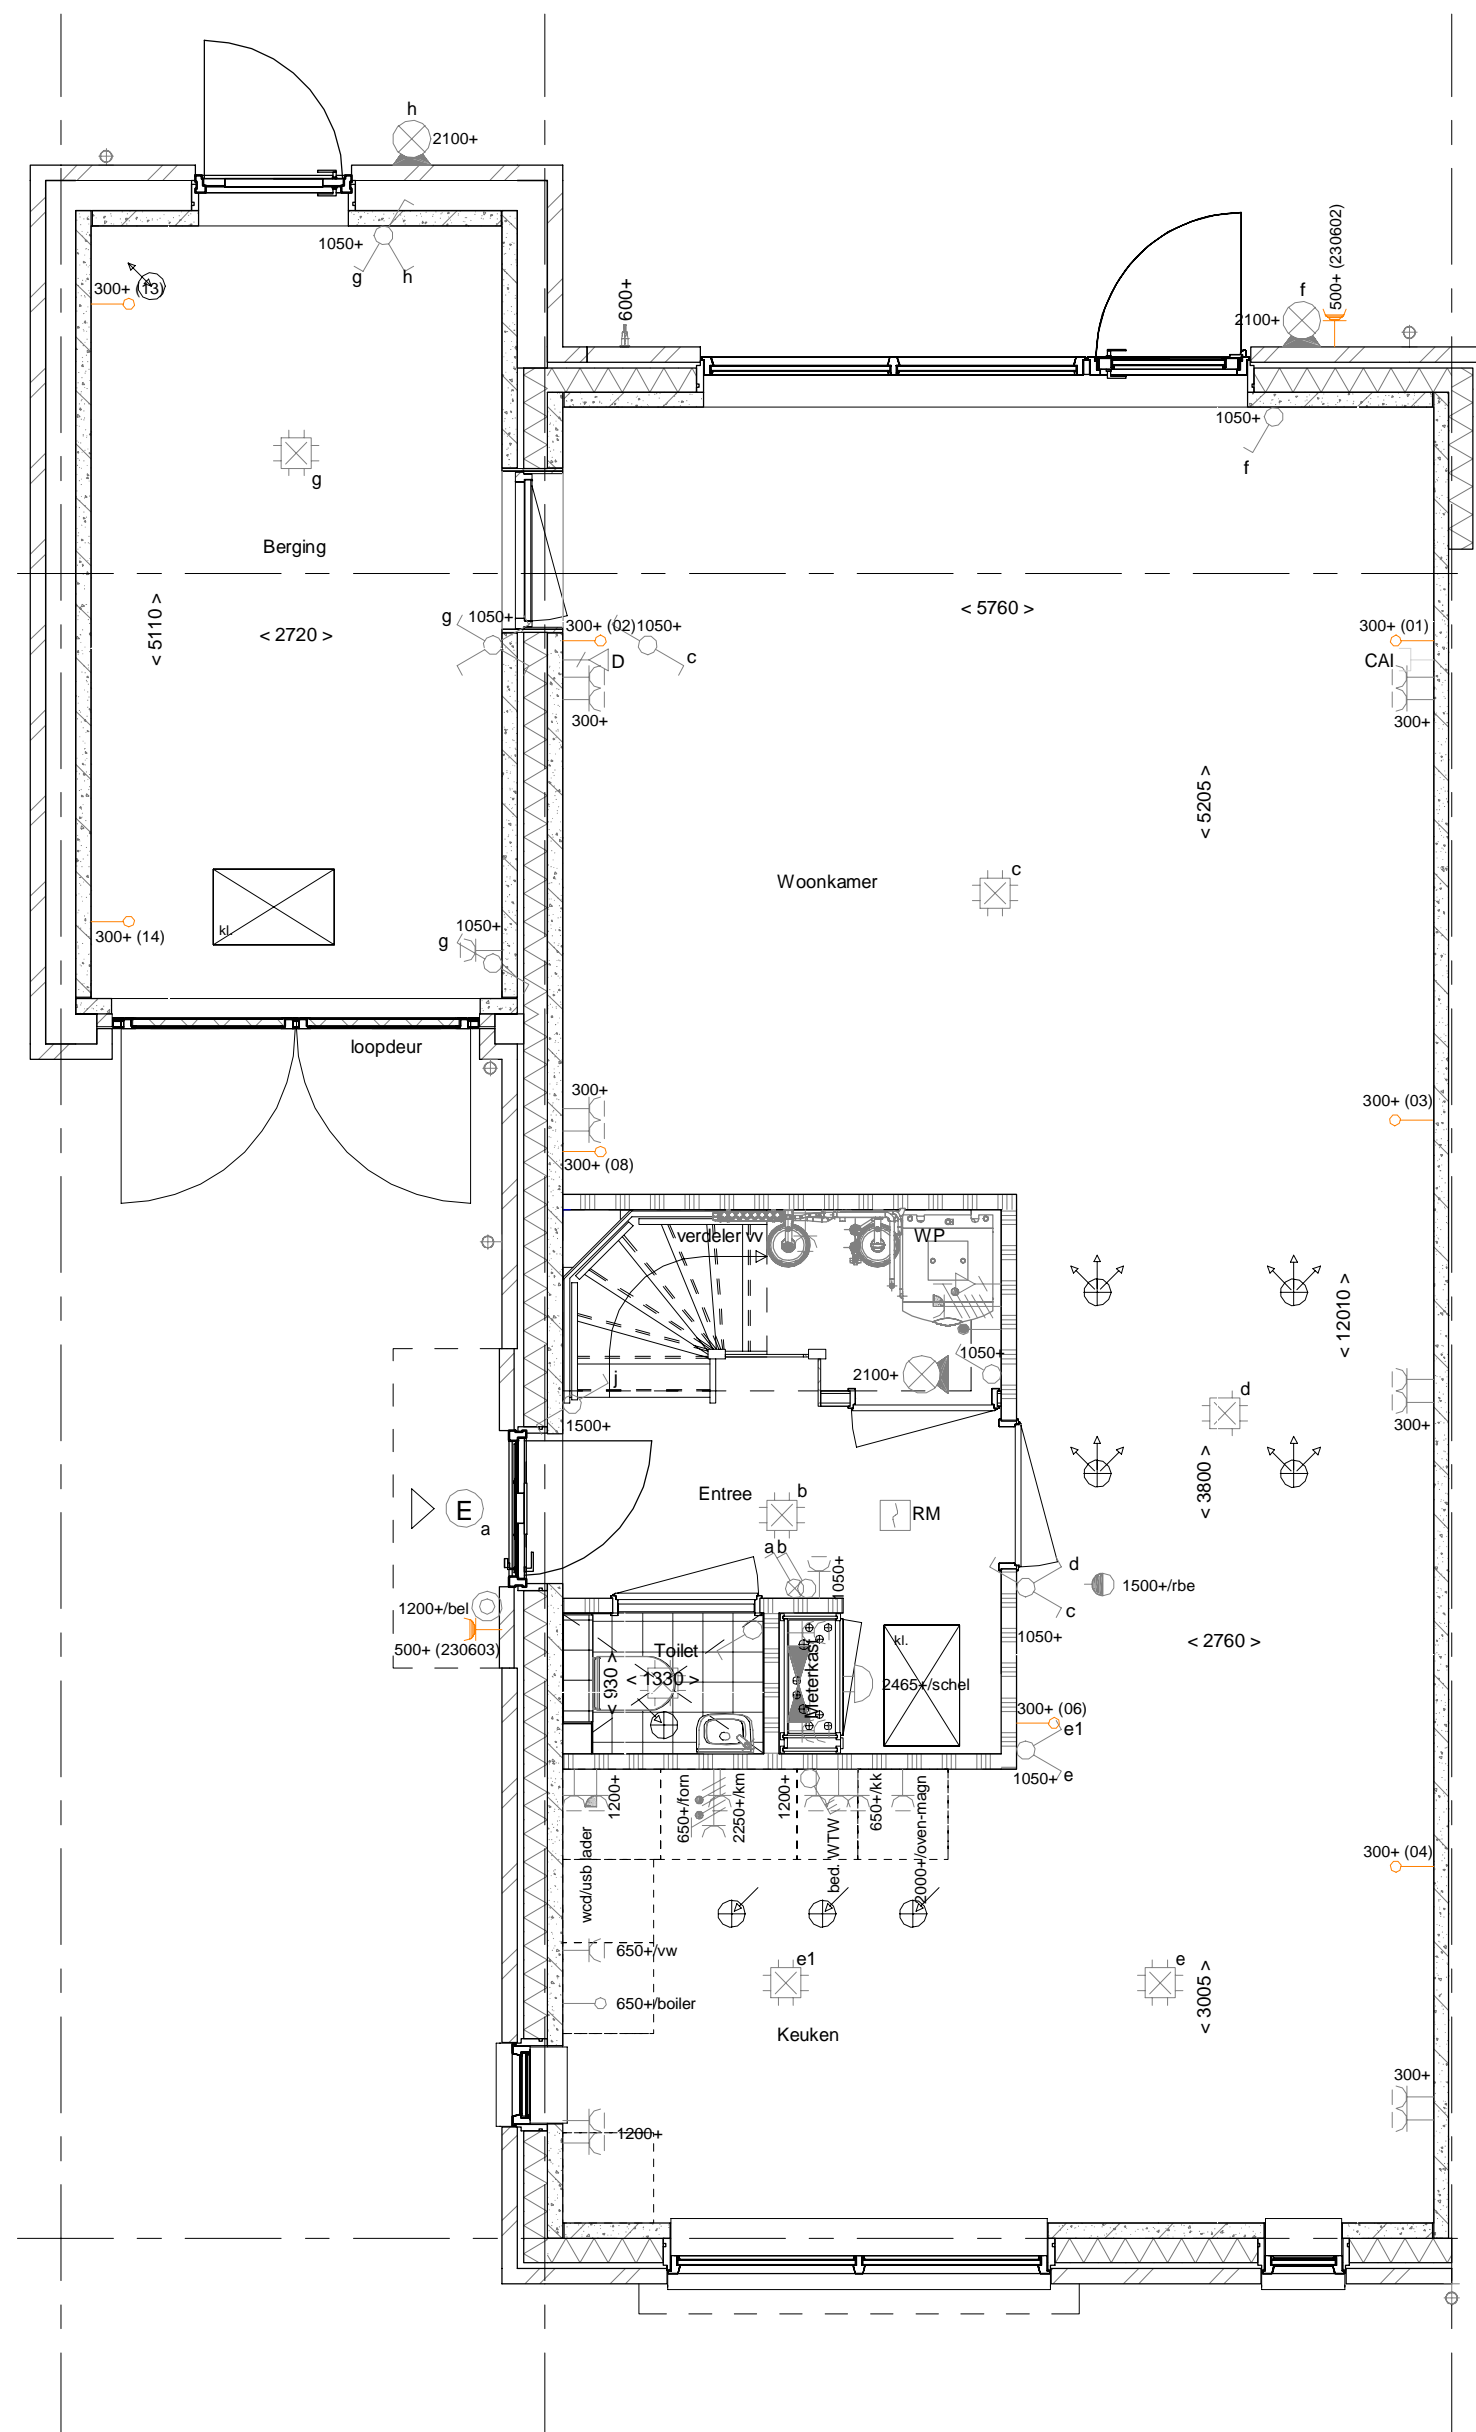 h
2100+
1050+
g
h
300+ (13)
600+
500+ (230602)
f
2100+
1050+
f
g
Berging
< 5110 >
< 2720 >
g
1050+
300+ (02)
1050+
D
c
300+
< 5760 >
300+ (01)
CAI
300+
< 5205 >
Woonkamer
c
kl.
300+ (14)
1050+
g
loopdeur
300+
300+ (08)
300+ (03)
verdeler vv
WP
< 12010 >
2100+
1050+
j
1500+
d
300+
< 3800 >
E
a
Entree
b
RM
a b
1050+
d
1500+/rbe
c
1050+
1200+/bel
500+ (230603)
Toilet
< 930 >
< 1330 >
Meterkast
kl.
2465+/schel
< 2760 >
300+ (06)
e1
1050+
e
1200+
650+/forn
2250+/km
1200+
650+/kk
wcd/usb lader
bed. WTW
2000+/oven-magn
300+ (04)
650+/vw
650+/boiler
e1
e
< 3005 >
Keuken
300+
1200+